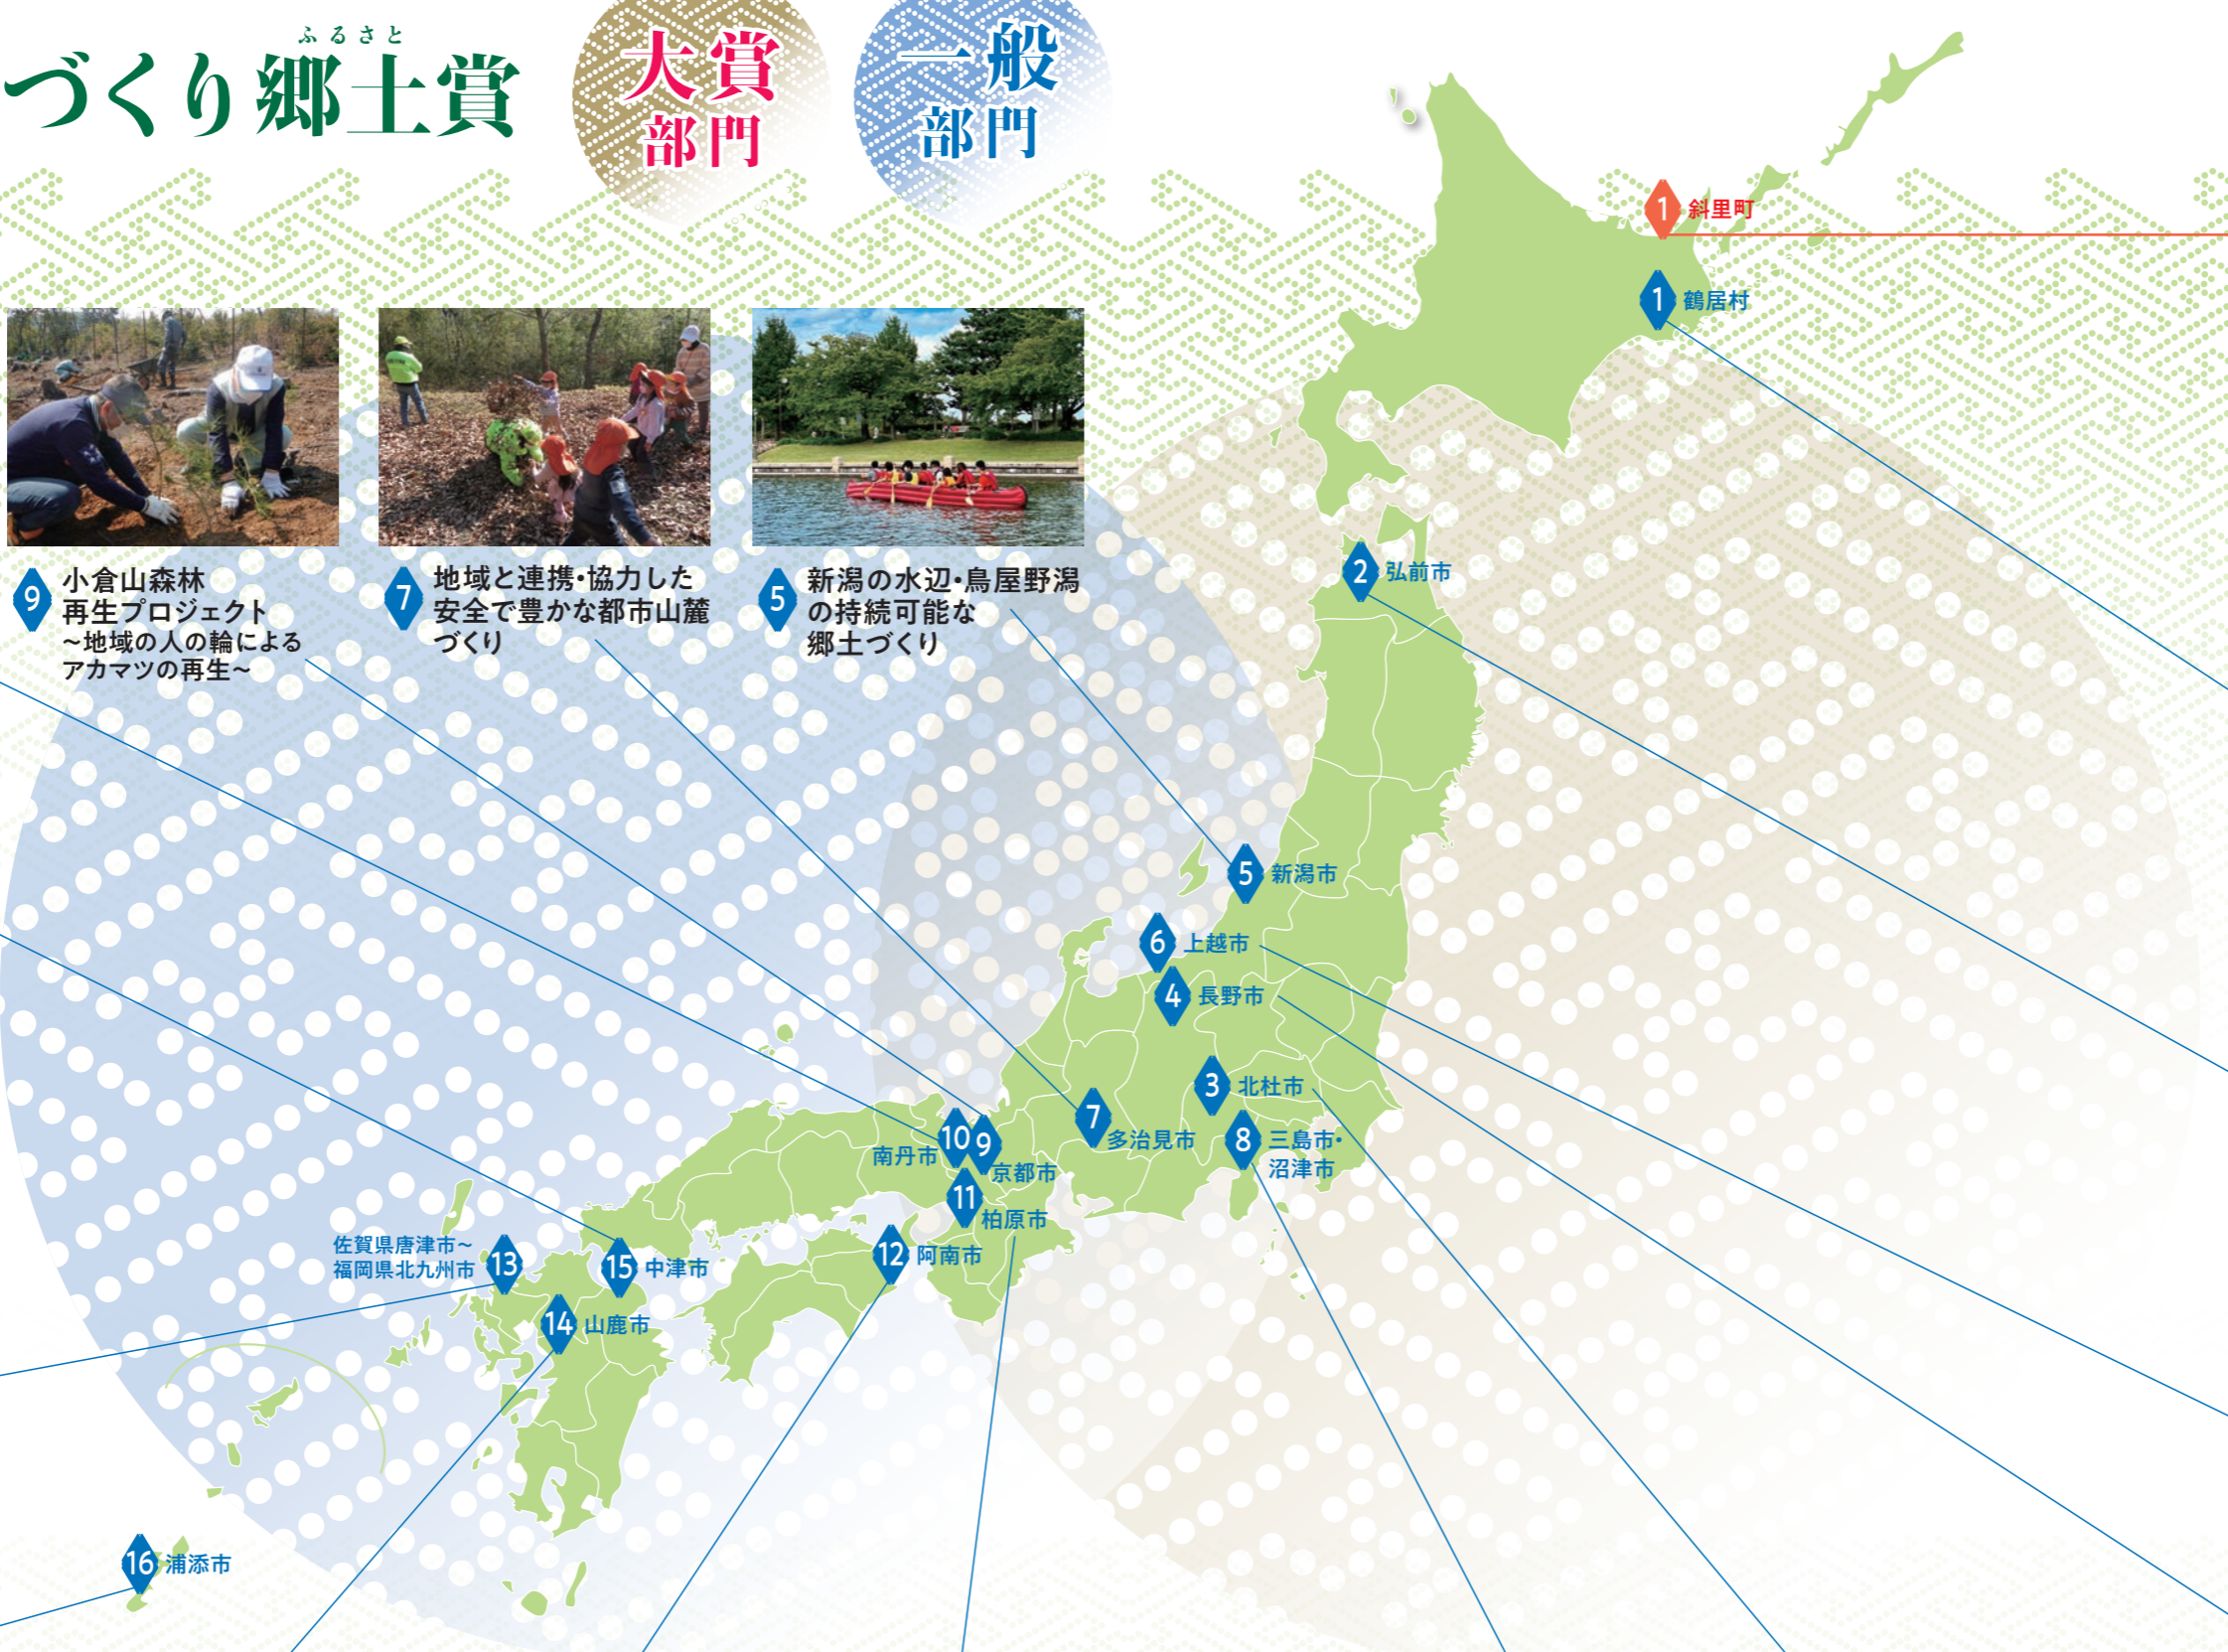 ふるさと
づくり郷土賞
大賞
部門
一般
部門
1 斜里町
1 鶴居村
9 小倉山森林
再生プロジェクト
～地域の人の輪による
アカマツの再生～
7 地域と連携・協力した
安全で豊かな都市山麓
づくり
5 新潟の水辺・鳥屋野潟
の持続可能な
郷土づくり
2 弘前市
5 新潟市
6 上越市
4 長野市
3 北杜市
7 多治見市
8 三島市・
沼津市
10 南丹市
9 京都市
11 柏原市
12 阿南市
佐賀県唐津市～
福岡県北九州市
13
15 中津市
14 山鹿市
16 浦添市